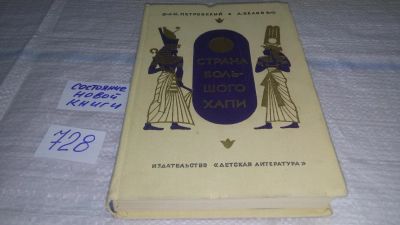 Состояние
новой
книги
728
Н. ПЕТРОВСКИЙ • А. БЕЛОВ
СТРАНА
БОЛЬ-
ШОГО
ХАПИ
ИЗДАТЕЛЬСТВО «ДЕТСКАЯ ЛИТЕРАТУРА»